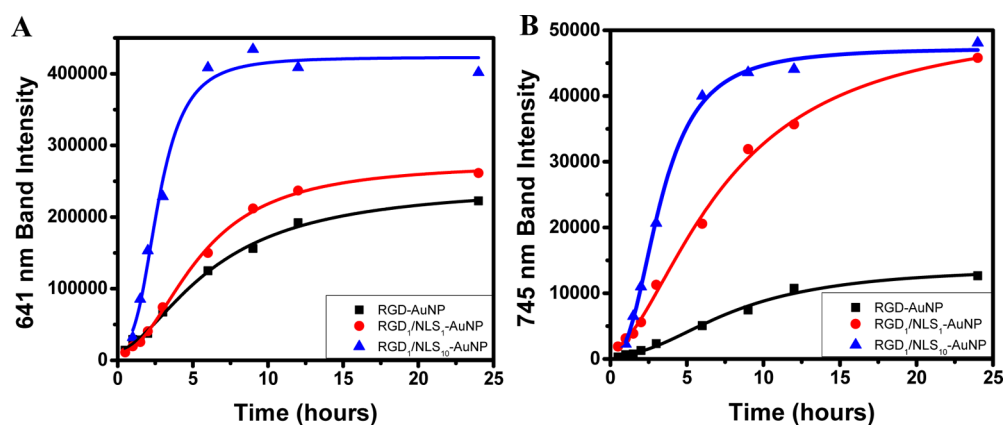 A
641 nm Band Intensity
400000
300000
200000
100000
0
0 5 10 15 20 25
Time (hours)
RGD-AuNP
RGD₁/NLS₁-AuNP
RGD₁/NLS₁₀-AuNP
B
745 nm Band Intensity
50000
40000
30000
20000
10000
0
0 5 10 15 20 25
Time (hours)
RGD-AuNP
RGD₁/NLS₁-AuNP
RGD₁/NLS₁₀-AuNP